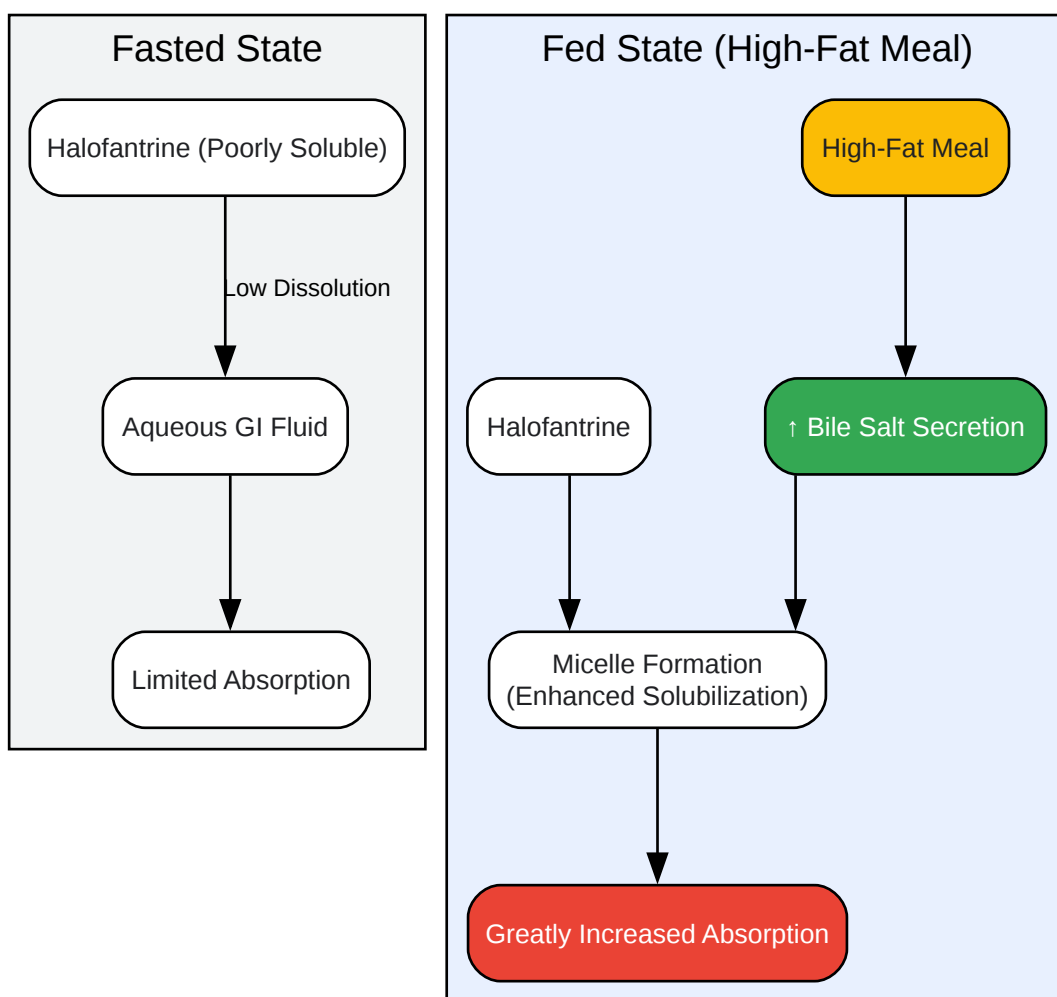 Fasted State
Halofantrine (Poorly Soluble)
Low Dissolution
Aqueous GI Fluid
Limited Absorption
Fed State (High-Fat Meal)
High-Fat Meal
Halofantrine
↑ Bile Salt Secretion
Micelle Formation
(Enhanced Solubilization)
Greatly Increased Absorption